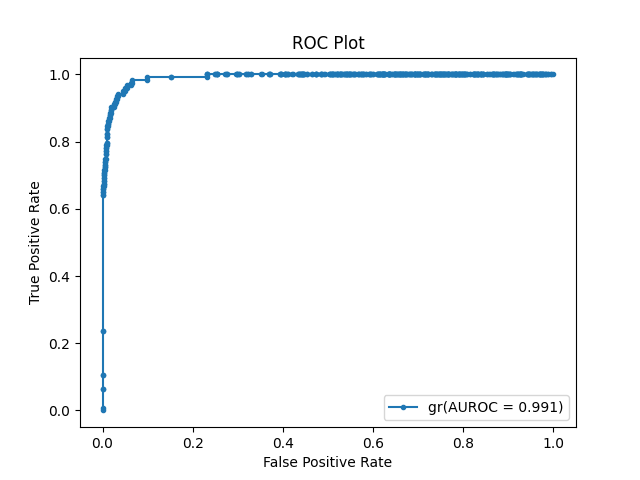 ROC Plot
1.0
0.8
0.6
0.4
0.2
0.0
True Positive Rate
gr(AUROC = 0.991)
0.0 0.2 0.4 0.6 0.8 1.0
False Positive Rate